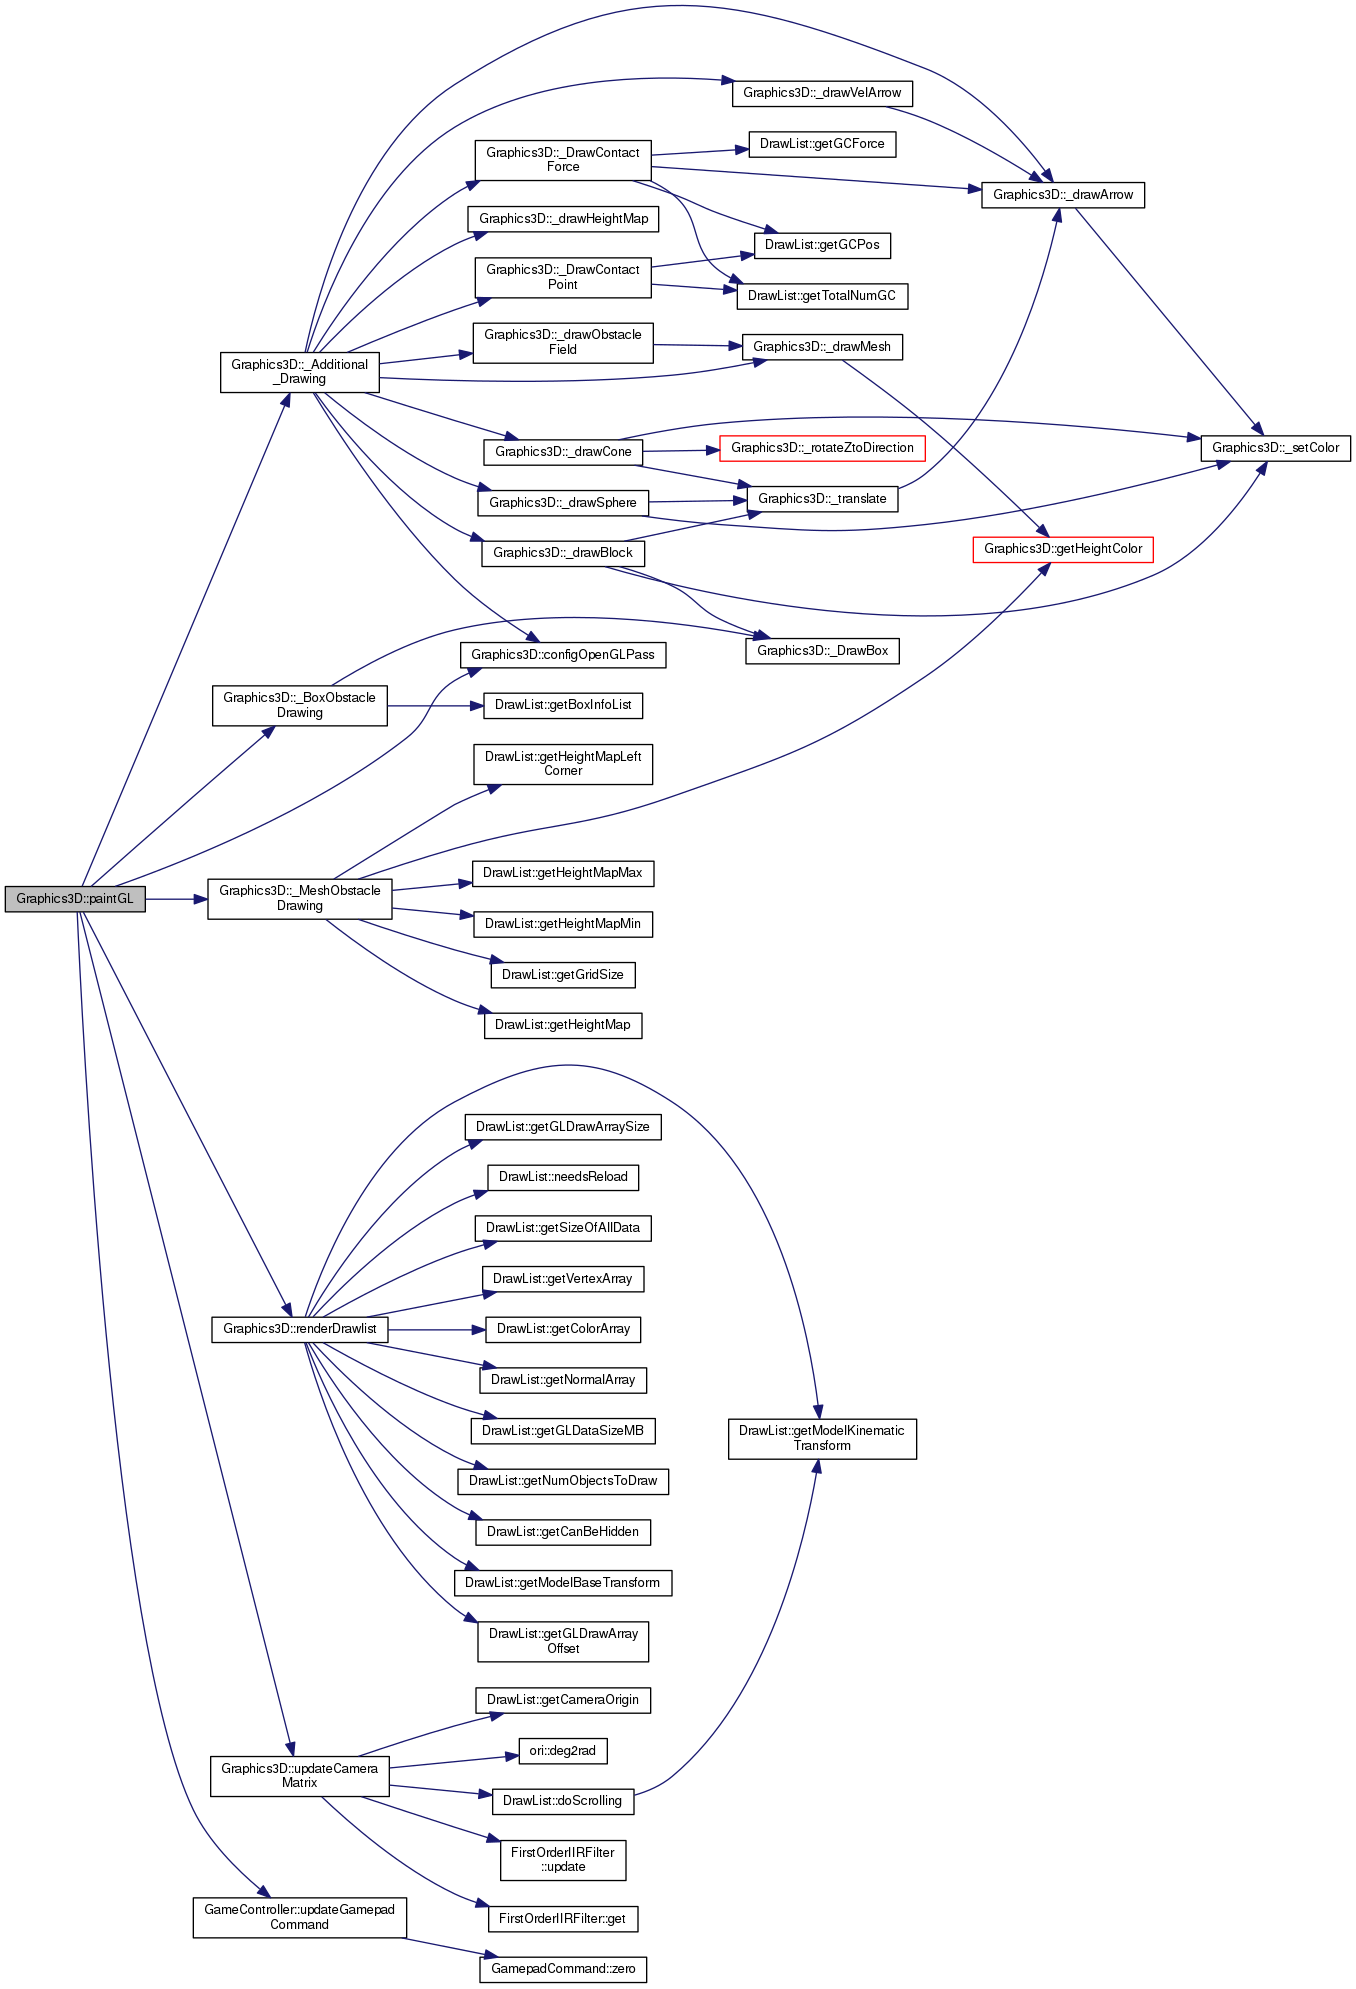 Graphics3D::_drawVelArrow
DrawList::getGCForce
Graphics3D::_DrawContact
Force
Graphics3D::_drawArrow
Graphics3D::_drawHeightMap
DrawList::getGCPos
Graphics3D::_DrawContact
Point
DrawList::getTotalNumGC
Graphics3D::_drawObstacle
Field
Graphics3D::_drawMesh
Graphics3D::_Additional
_Drawing
Graphics3D::_drawCone
Graphics3D::_rotateZtoDirection
Graphics3D::_setColor
Graphics3D::_drawSphere
Graphics3D::_translate
Graphics3D::_drawBlock
Graphics3D::getHeightColor
Graphics3D::configOpenGLPass
Graphics3D::_DrawBox
Graphics3D::_BoxObstacle
Drawing
DrawList::getBoxInfoList
DrawList::getHeightMapLeft
Corner
DrawList::getHeightMapMax
Graphics3D::paintGL
Graphics3D::_MeshObstacle
Drawing
DrawList::getHeightMapMin
DrawList::getGridSize
DrawList::getHeightMap
DrawList::getGLDrawArraySize
DrawList::needsReload
DrawList::getSizeOfAllData
DrawList::getVertexArray
Graphics3D::renderDrawlist
DrawList::getColorArray
DrawList::getNormalArray
DrawList::getGLDataSizeMB
DrawList::getModelKinematic
Transform
DrawList::getNumObjectsToDraw
DrawList::getCanBeHidden
DrawList::getModelBaseTransform
DrawList::getGLDrawArray
Offset
DrawList::getCameraOrigin
ori::deg2rad
Graphics3D::updateCamera
Matrix
DrawList::doScrolling
FirstOrderIIRFilter
::update
GameController::updateGamepad
Command
FirstOrderIIRFilter::get
GamepadCommand::zero